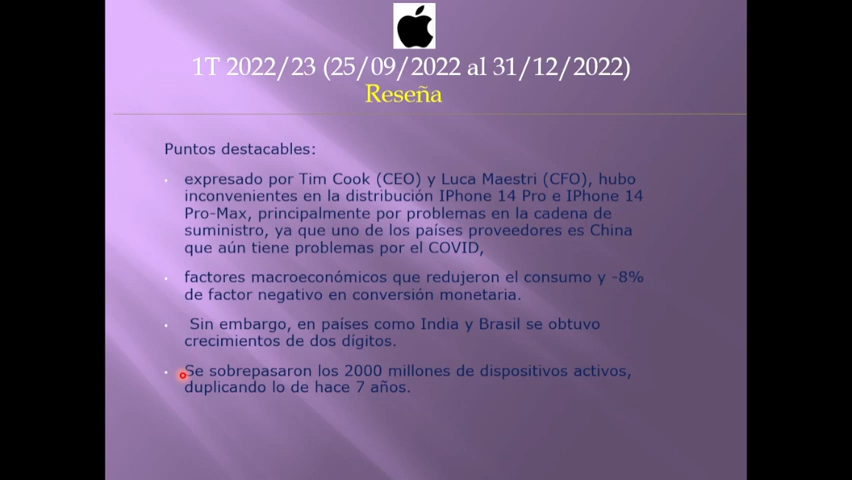 1T 2022/23 (25/09/2022 al 31/12/2022)
Reseña
Puntos destacables:
expresado por Tim Cook (CEO) y Luca Maestri (CFO), hubo
inconvenientes en la distribución IPhone 14 Pro e IPhone 14
Pro-Max, principalmente por problemas en la cadena de
suministro, ya que uno de los países proveedores es China
que aún tiene problemas por el COVID,
factores macroeconómicos que redujeron el consumo y -8%
de factor negativo en conversión monetaria.
Sin embargo, en países como India y Brasil se obtuvo
crecimientos de dos dígitos.
Se sobrepasaron los 2000 millones de dispositivos activos,
duplicando lo de hace 7 años.